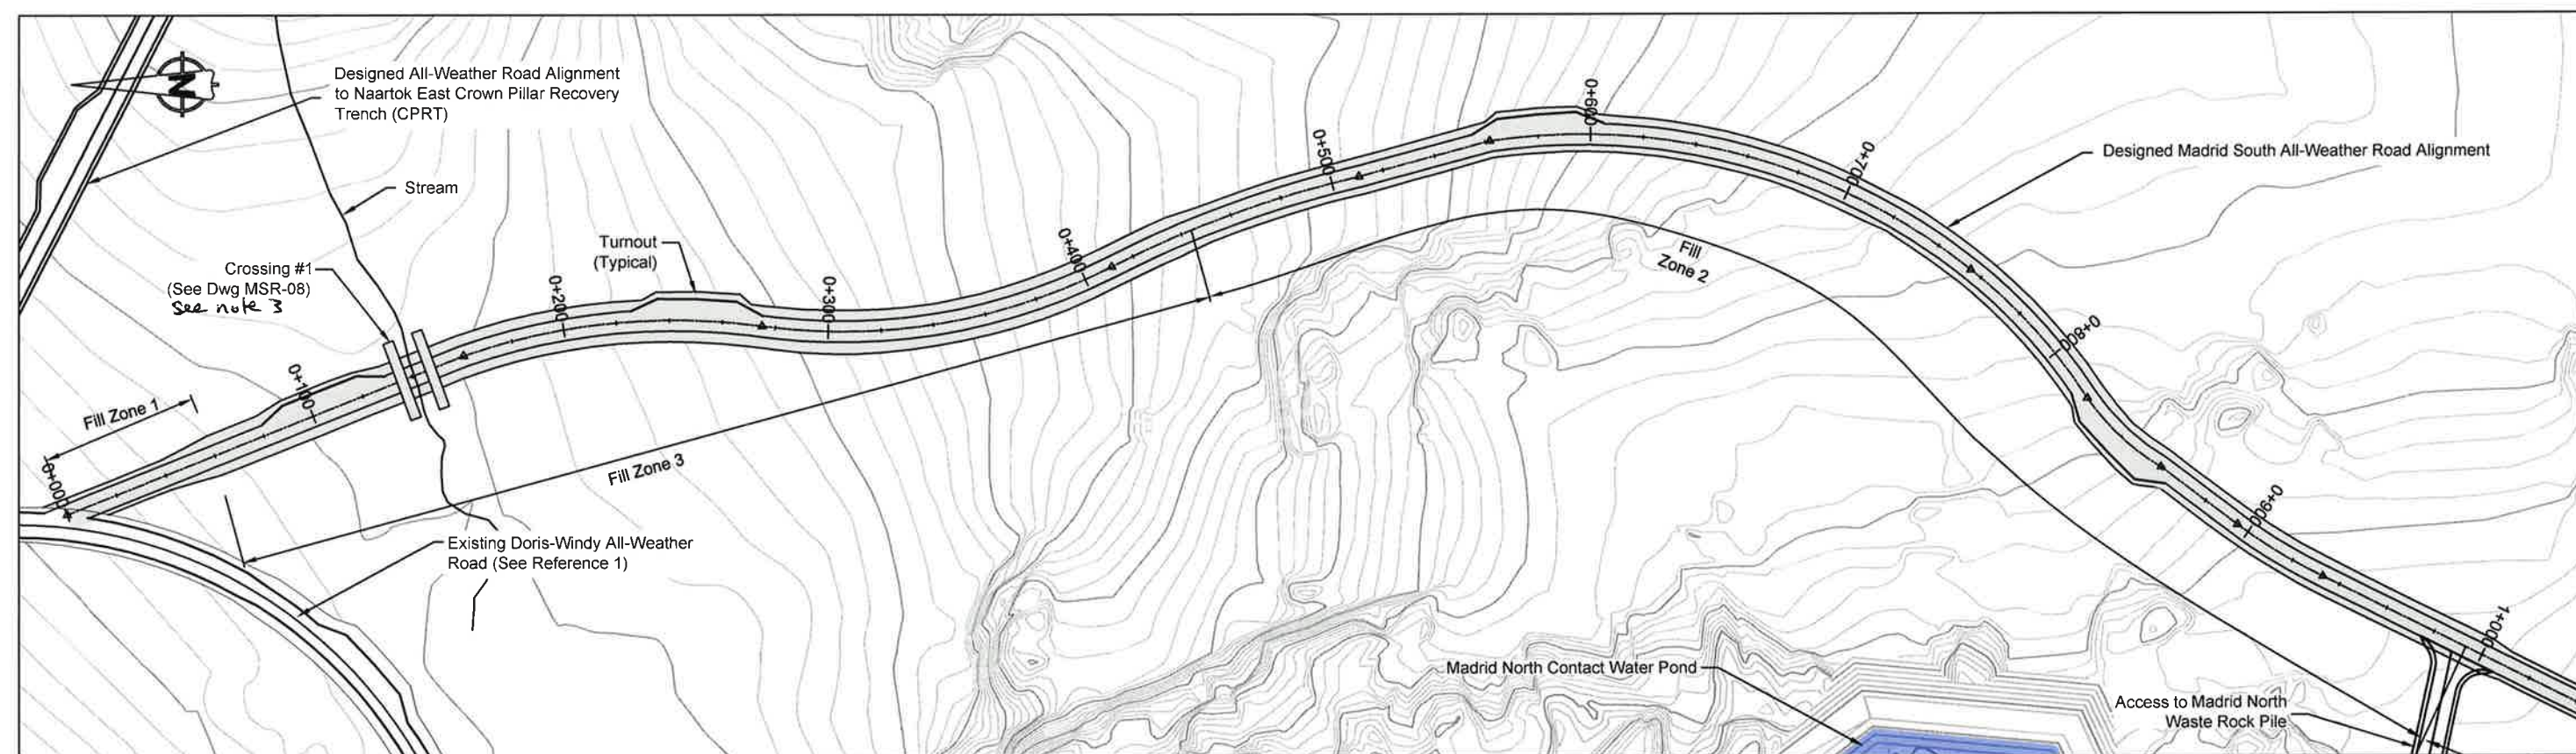 N
Designed All-Weather Road Alignment
to Naartok East Crown Pillar Recovery
Trench (CPRT)
Stream
Crossing #1
(See Dwg MSR-08)
see note 3
Turnout
(Typical)
Fill Zone 1
0+000
0+100
0+200
0+300
0+400
0+500
0+600
0+700
0+800
0+900
1+000
Designed Madrid South All-Weather Road Alignment
Fill
Zone 2
Fill Zone 3
Existing Doris-Windy All-Weather
Road (See Reference 1)
Madrid North Contact Water Pond
Access to Madrid North
Waste Rock Pile